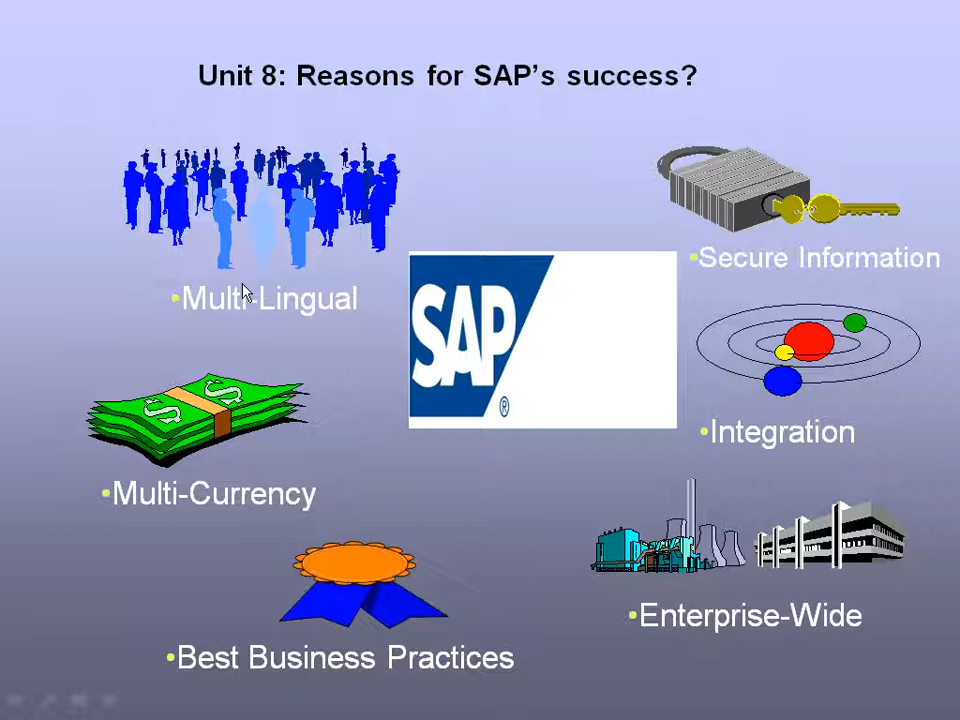 Unit 8: Reasons for SAP's success?
•Multi-Lingual
•Secure Information
SAP
®
•Integration
•Multi-Currency
•Enterprise-Wide
•Best Business Practices